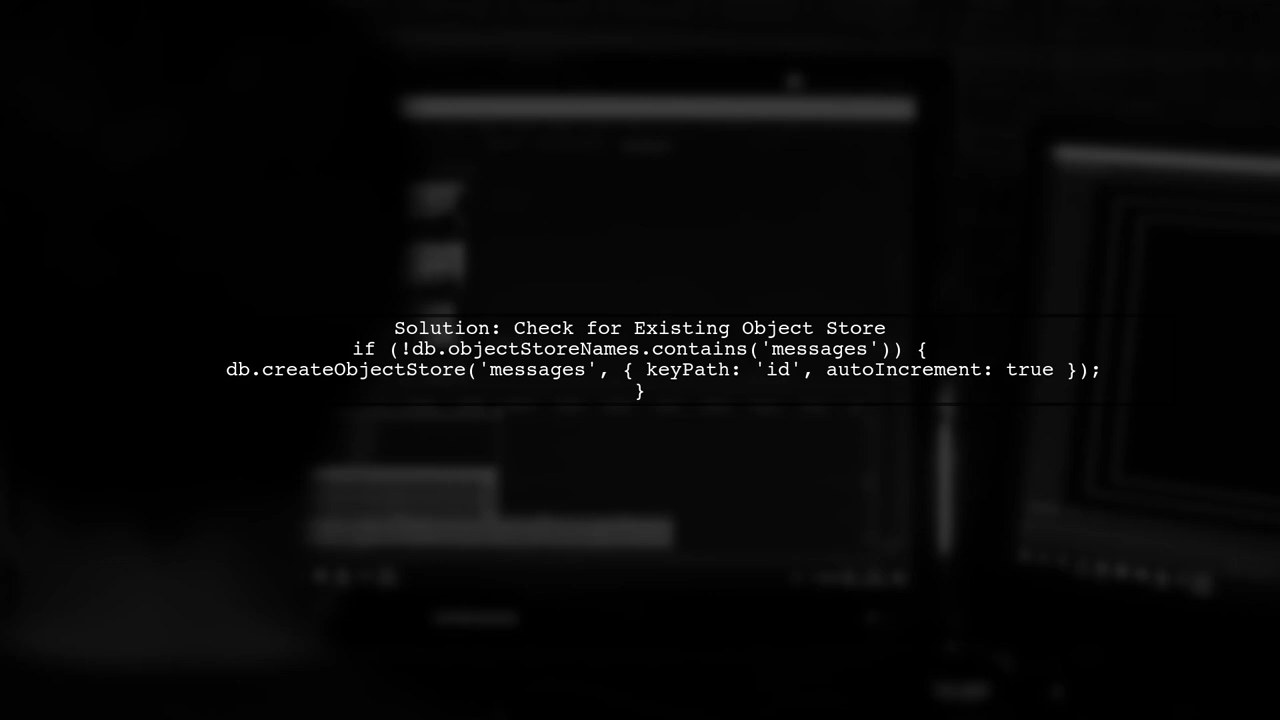 Solution: Check for Existing Object Store
if (!db.objectStoreNames.contains('messages')) {
db.createObjectStore('messages', { keyPath: 'id', autoIncrement: true });
}